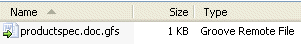 Name Size Type
productspec.doc.gfs 1 KB Groove Remote File